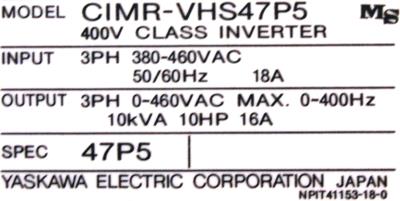 MODEL CIMR-VHS47P5 MS
400V CLASS INVERTER
INPUT 3PH 380-460VAC
50/60Hz 18A
OUTPUT 3PH 0-460VAC MAX. 0-400Hz
10kVA 10HP 16A
SPEC 47P5
YASKAWA ELECTRIC CORPORATION JAPAN
NPIT41153-18-0